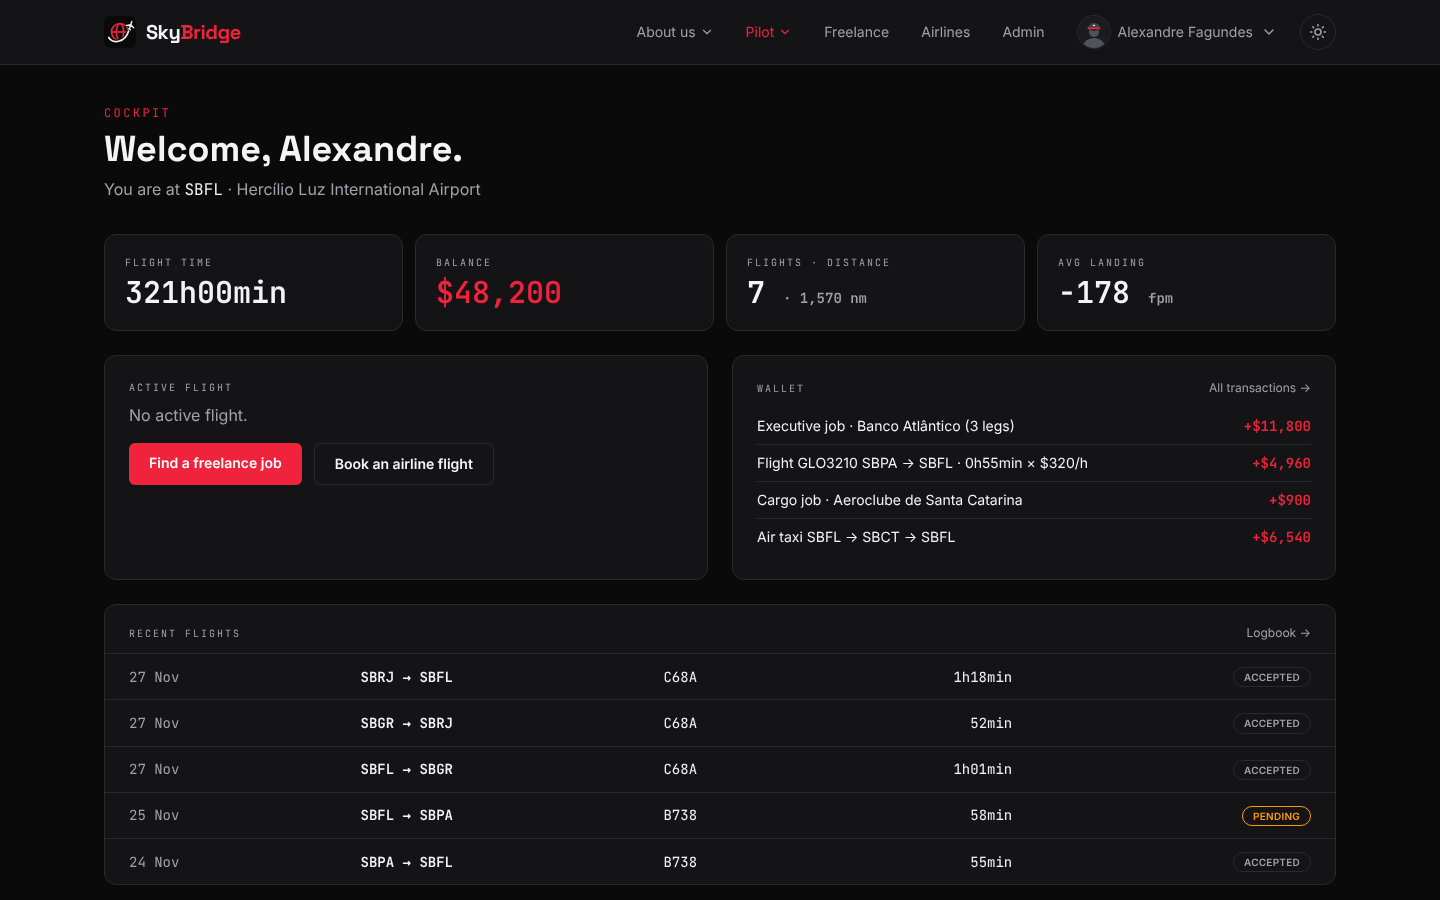 SkyBridge
About us
Pilot
Freelance
Airlines
Admin
Alexandre Fagundes
COCKPIT
Welcome, Alexandre.
You are at SBFL · Hercílio Luz International Airport
FLIGHT TIME
321h00min
BALANCE
$48,200
FLIGHTS · DISTANCE
7 · 1,570 nm
AVG LANDING
-178 fpm
ACTIVE FLIGHT
No active flight.
Find a freelance job
Book an airline flight
WALLET
All transactions →
Executive job · Banco Atlântico (3 legs) +$11,800
Flight GLO3210 SBPA → SBFL · 0h55min × $320/h +$4,960
Cargo job · Aeroclube de Santa Catarina +$900
Air taxi SBFL → SBCT → SBFL +$6,540
RECENT FLIGHTS
Logbook →
27 Nov SBRJ → SBFL C68A 1h18min ACCEPTED
27 Nov SBGR → SBRJ C68A 52min ACCEPTED
27 Nov SBFL → SBGR C68A 1h01min ACCEPTED
25 Nov SBFL → SBPA B738 58min PENDING
24 Nov SBPA → SBFL B738 55min ACCEPTED